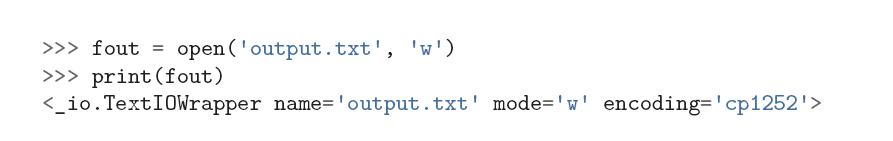 >>> fout = open('output.txt', 'w')
>>> print(fout)
<_io.TextIOWrapper name='output.txt' mode='w' encoding='cp1252'>